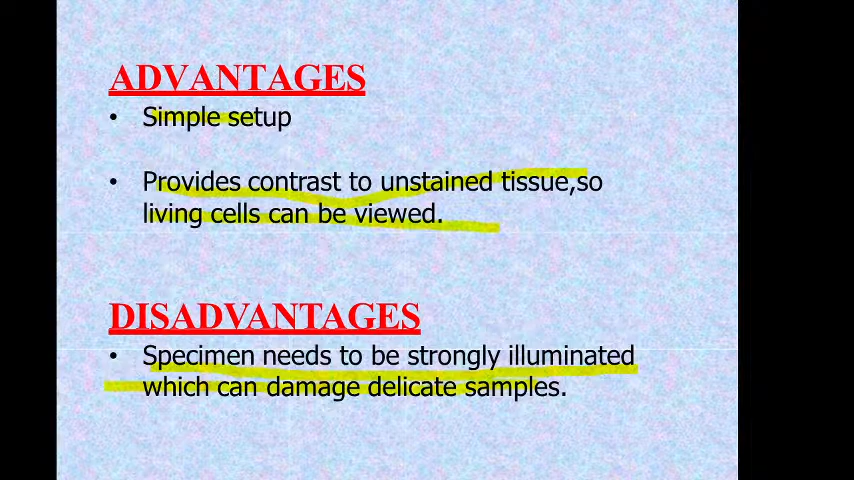 ADVANTAGES
• Simple setup
• Provides contrast to unstained tissue,so
living cells can be viewed.
DISADVANTAGES
• Specimen needs to be strongly illuminated
which can damage delicate samples.